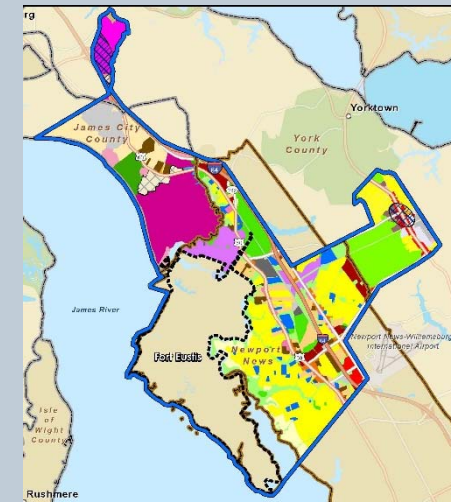 rg
Yorktown
James City
County
York
County
64
James River
Fort Eustis
Newport
News
Newport News-Williamsburg
International Airport
Isle
of
Wight
County
Rushmere